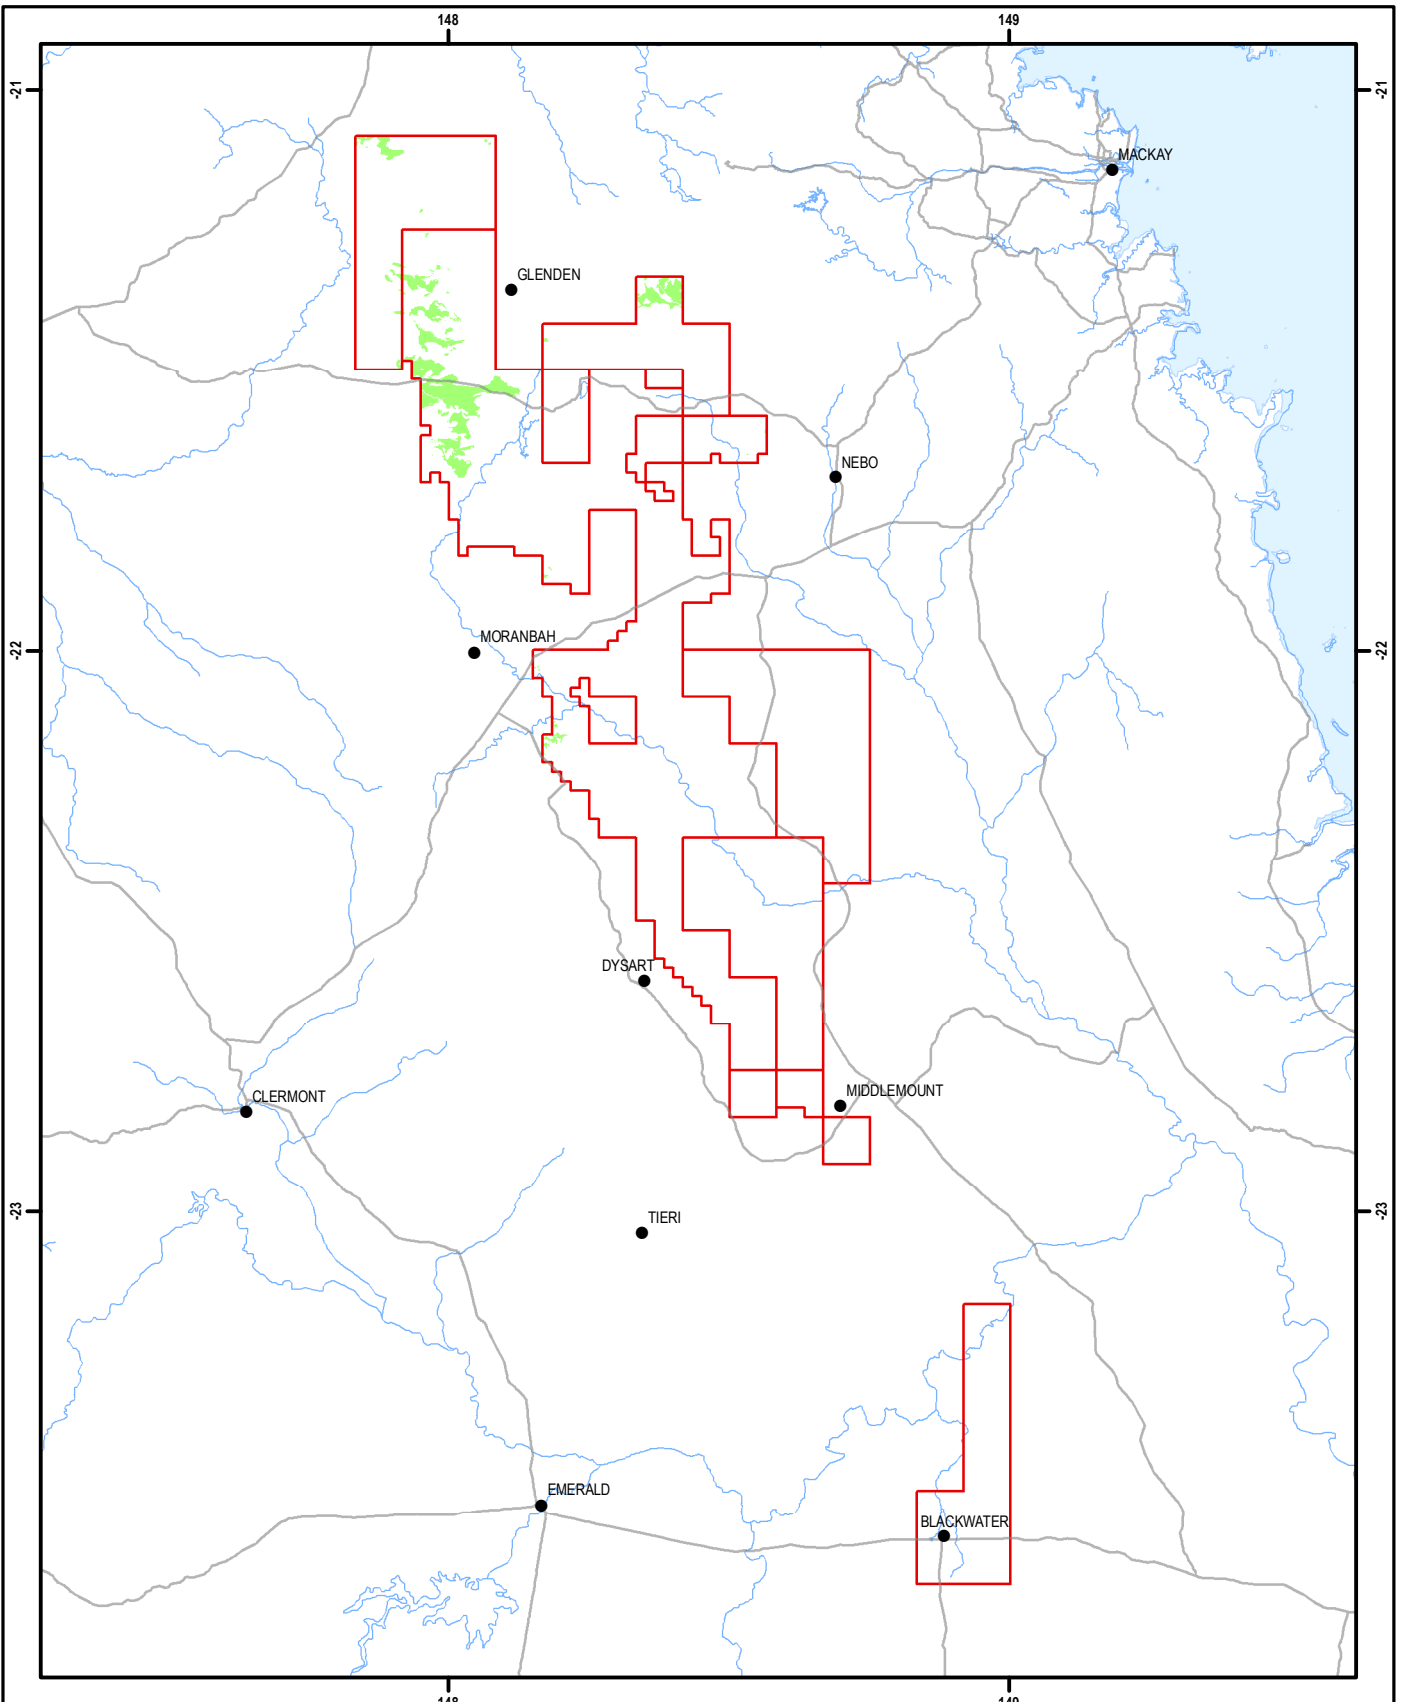 148 149
-21 -21
MACKAY
GLENDEN
NEBO
-22 -22
MORANBAH
DYSART
CLERMONT
MIDDLEMOUNT
-23 -23
TIERI
EMERALD
BLACKWATER
148 149